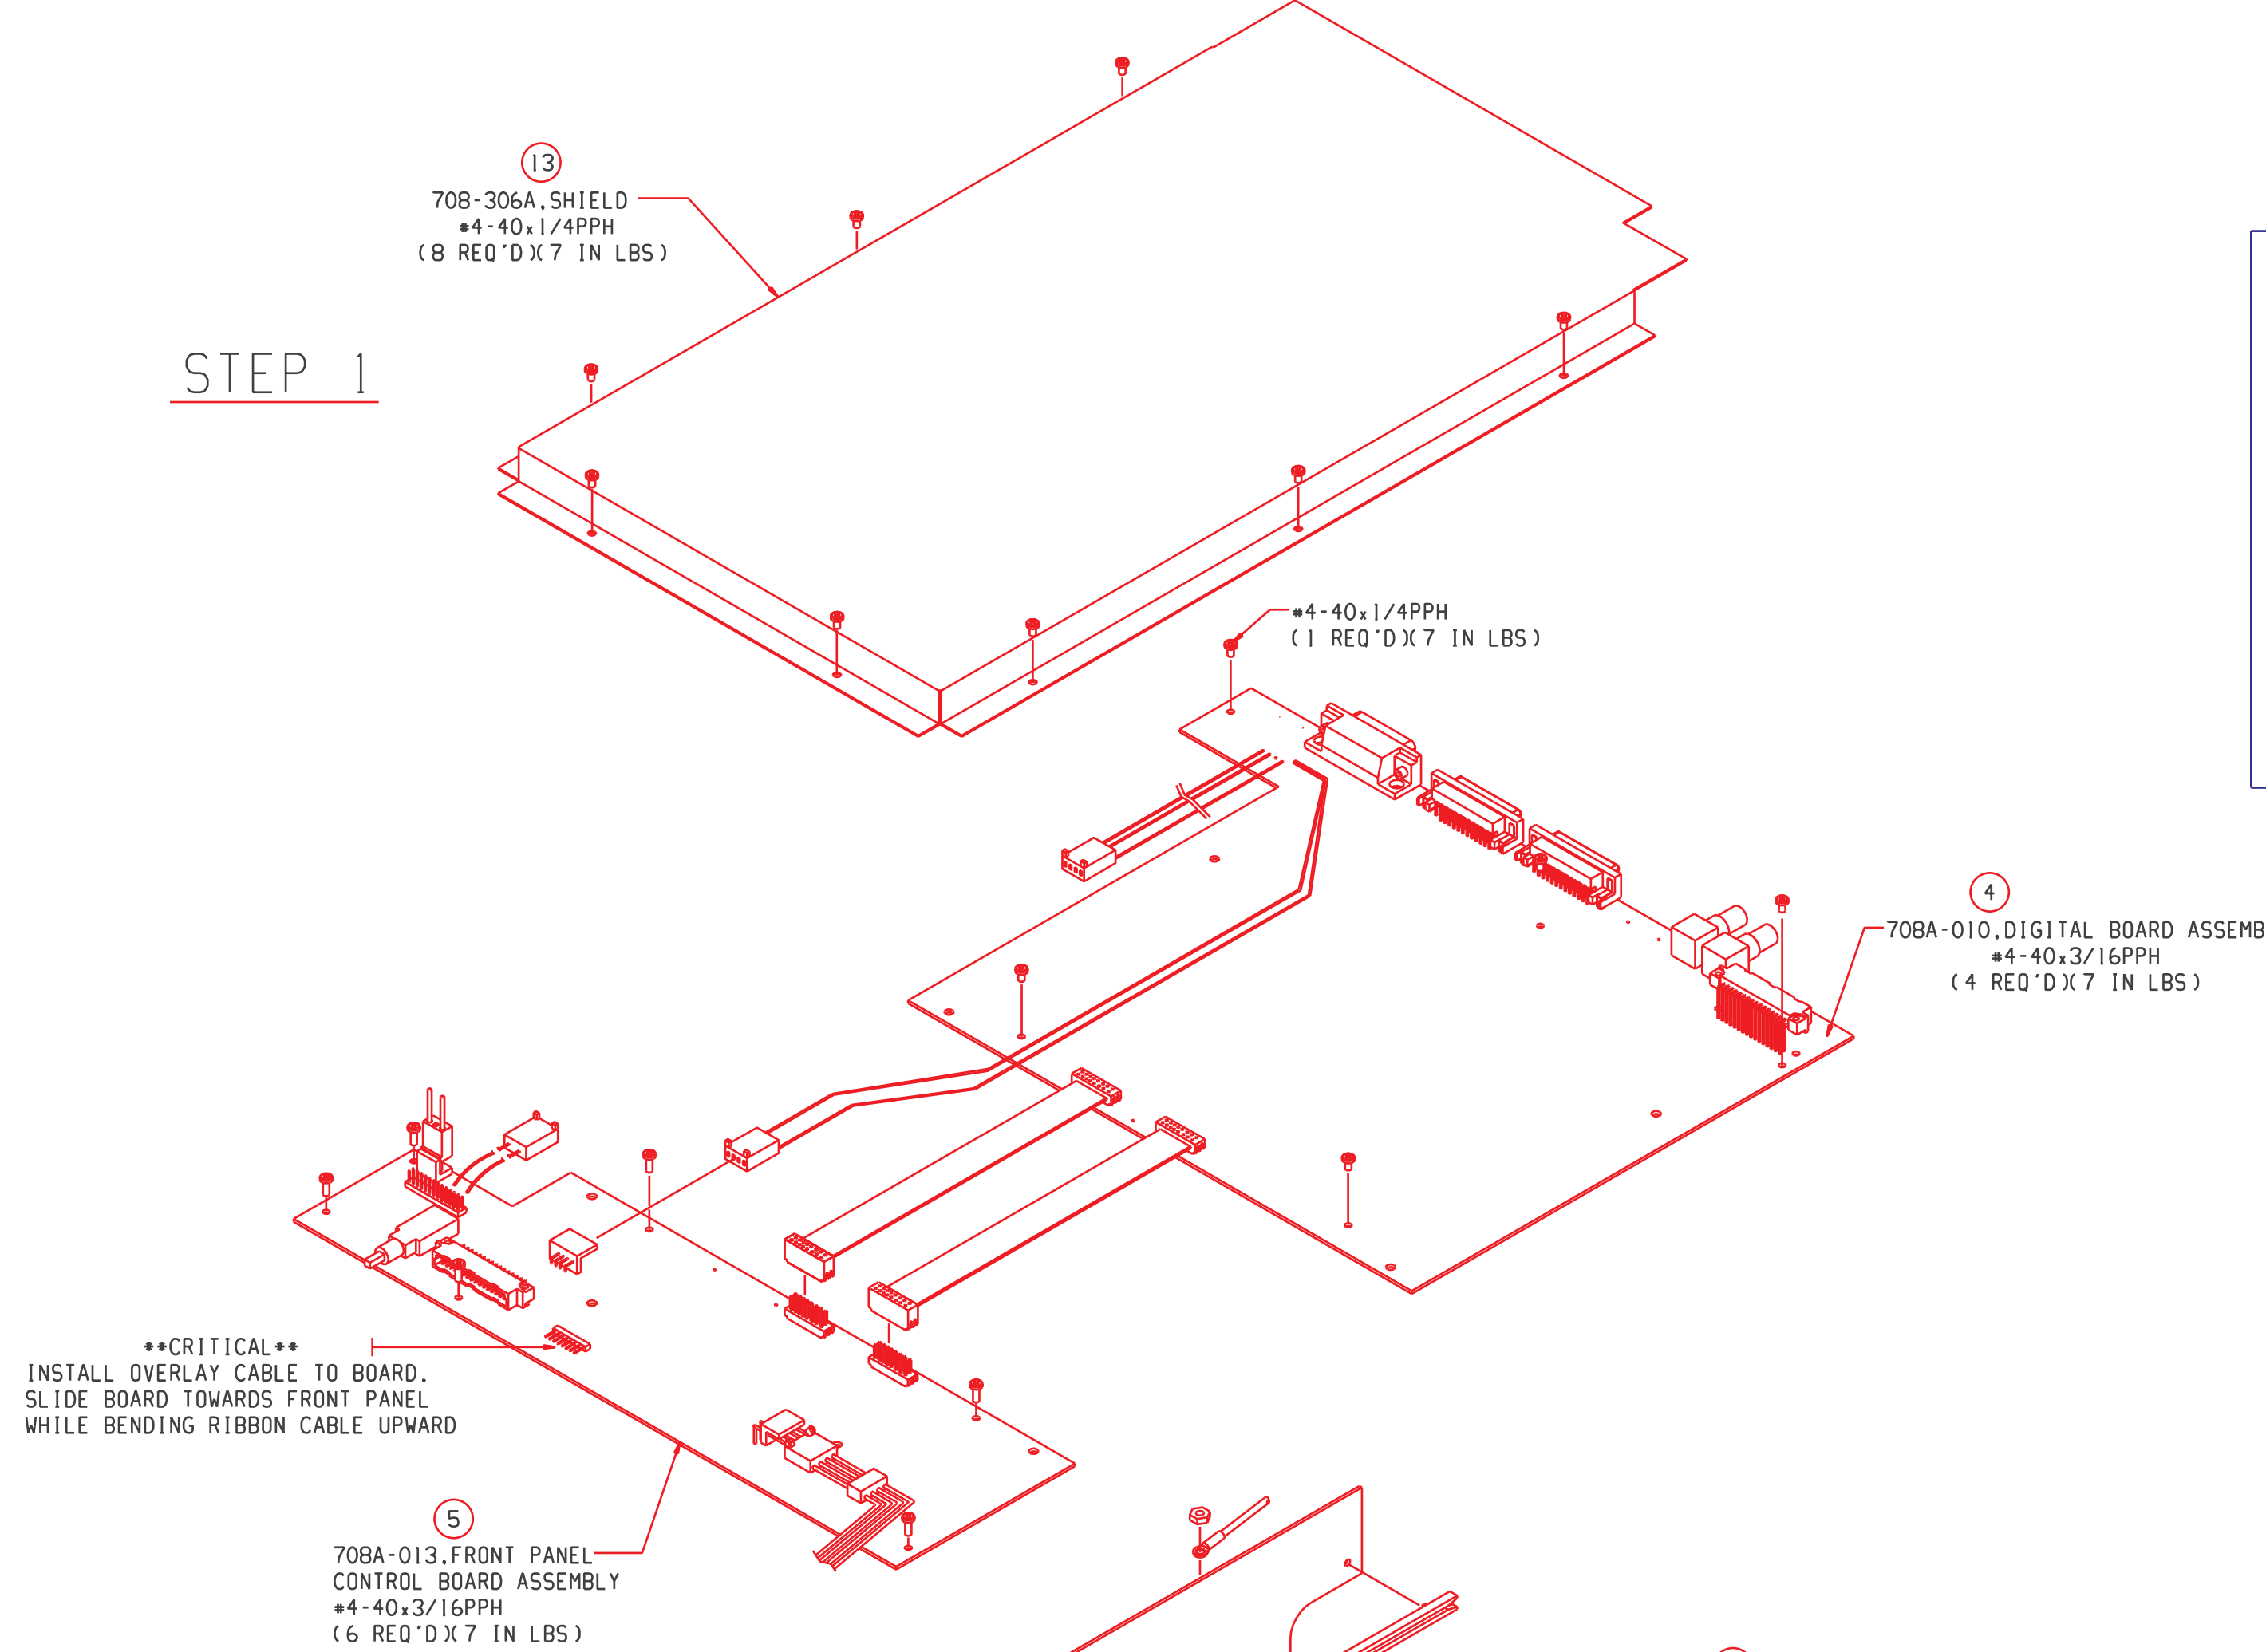 13
708-306A,SHIELD
#4-40x1/4PPH
(8 REQ'D)(7 IN LBS)
STEP 1
#4-40x1/4PPH
(1 REQ'D)(7 IN LBS)
4
708A-010,DIGITAL BOARD ASSEMB
#4-40x3/16PPH
(4 REQ'D)(7 IN LBS)
**CRITICAL**
INSTALL OVERLAY CABLE TO BOARD.
SLIDE BOARD TOWARDS FRONT PANEL
WHILE BENDING RIBBON CABLE UPWARD
5
708A-013,FRONT PANEL
CONTROL BOARD ASSEMBLY
#4-40x3/16PPH
(6 REQ'D)(7 IN LBS)